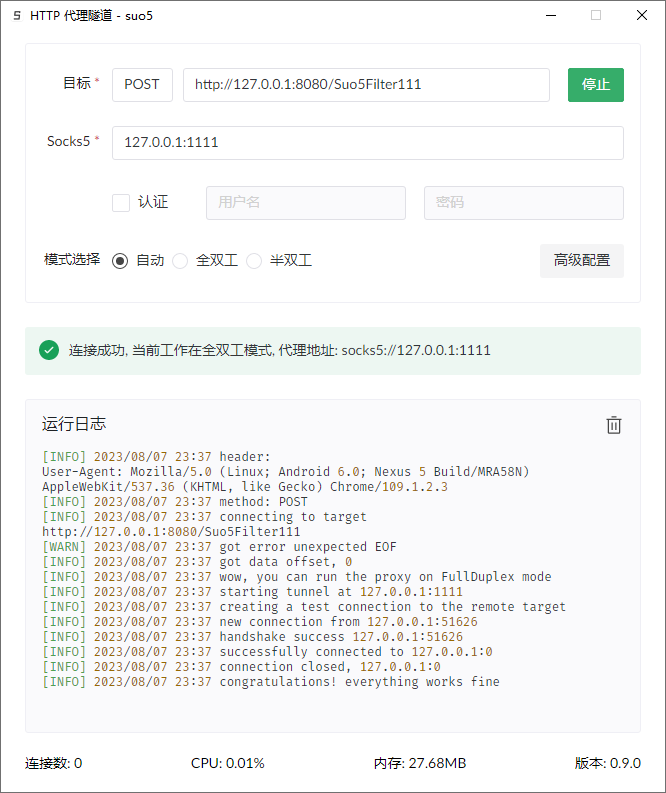 HTTP 代理隧道 - suo5
目标 * POST http://127.0.0.1:8080/Suo5Filter111 停止
Socks5 * 127.0.0.1:1111
认证 用户名 密码
模式选择 自动 全双工 半双工 高级配置
连接成功, 当前工作在全双工模式, 代理地址: socks5://127.0.0.1:1111
运行日志
[INFO] 2023/08/07 23:37 header:
User-Agent: Mozilla/5.0 (Linux; Android 6.0; Nexus 5 Build/MRA58N)
AppleWebKit/537.36 (KHTML, like Gecko) Chrome/109.1.2.3
[INFO] 2023/08/07 23:37 method: POST
[INFO] 2023/08/07 23:37 connecting to target
http://127.0.0.1:8080/Suo5Filter111
[WARN] 2023/08/07 23:37 got error unexpected EOF
[INFO] 2023/08/07 23:37 got data offset, 0
[INFO] 2023/08/07 23:37 wow, you can run the proxy on FullDuplex mode
[INFO] 2023/08/07 23:37 starting tunnel at 127.0.0.1:1111
[INFO] 2023/08/07 23:37 creating a test connection to the remote target
[INFO] 2023/08/07 23:37 new connection from 127.0.0.1:51626
[INFO] 2023/08/07 23:37 handshake success 127.0.0.1:51626
[INFO] 2023/08/07 23:37 successfully connected to 127.0.0.1:0
[INFO] 2023/08/07 23:37 connection closed, 127.0.0.1:0
[INFO] 2023/08/07 23:37 congratulations! everything works fine
连接数: 0 CPU: 0.01% 内存: 27.68MB 版本: 0.9.0